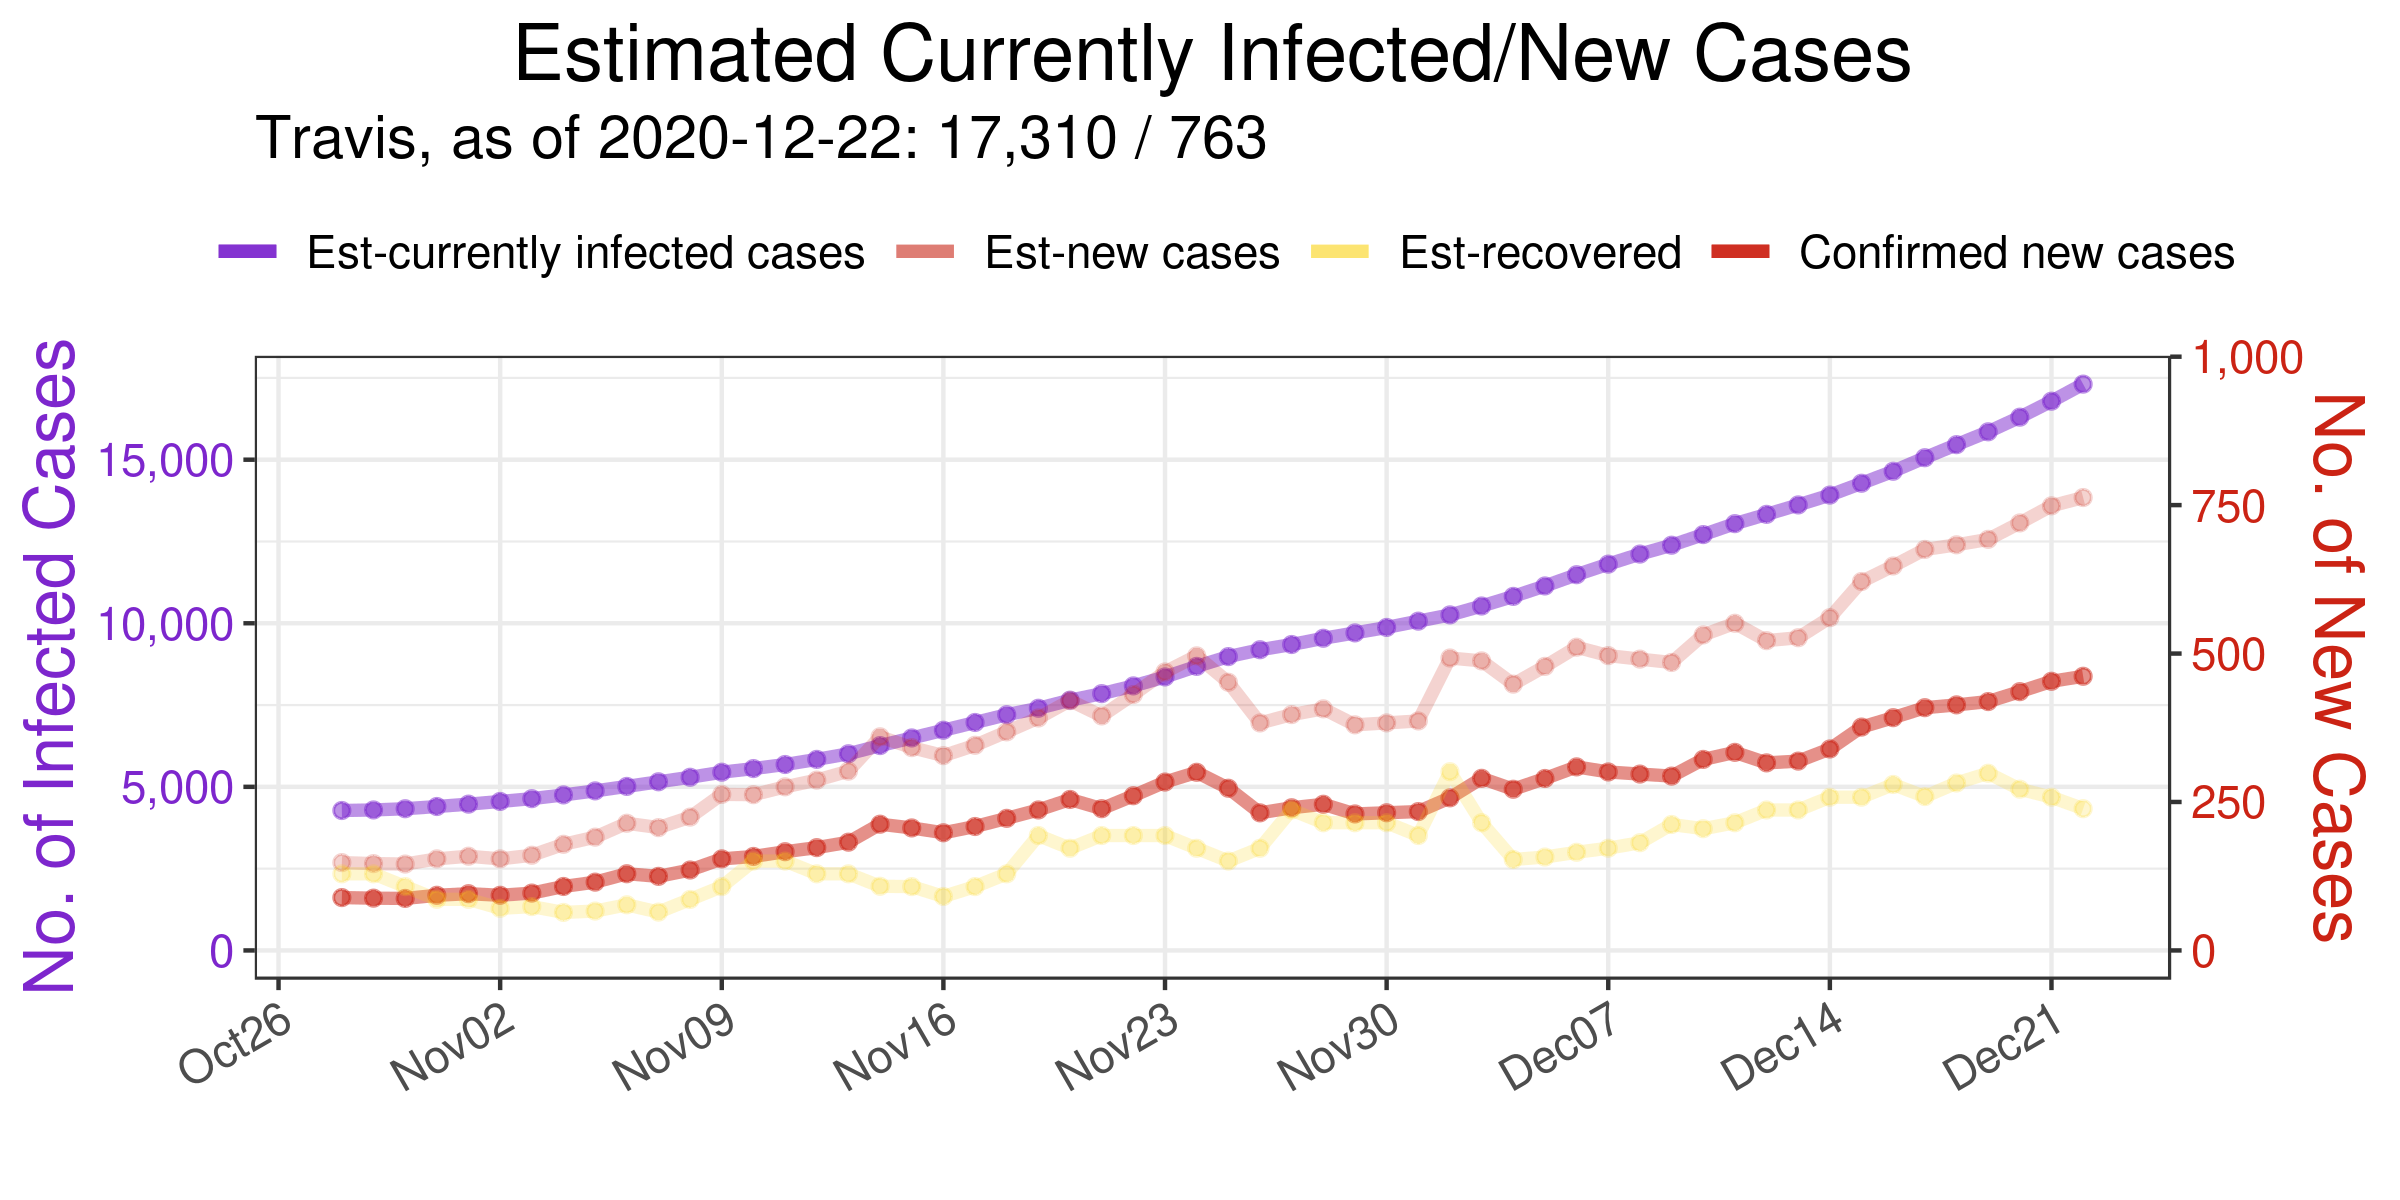 Estimated Currently Infected/New Cases
Travis, as of 2020-12-22: 17,310 / 763
Est-currently infected cases Est-new cases Est-recovered Confirmed new cases
No. of Infected Cases
15,000
10,000
5,000
0
1,000
750
500
250
0
No. of New Cases
Oct26 Nov02 Nov09 Nov16 Nov23 Nov30 Dec07 Dec14 Dec21